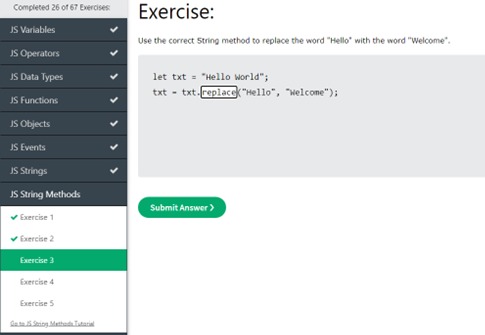 Completed 26 of 67 Exercises:
JS Variables
JS Operators
JS Data Types
JS Functions
JS Objects
JS Events
JS Strings
JS String Methods
Exercise 1
Exercise 2
Exercise 3
Exercise 4
Exercise 5
Go to JS String Methods Tutorial
Exercise:
Use the correct String method to replace the word "Hello" with the word "Welcome".
let txt = "Hello World";
txt = txt.replace("Hello", "Welcome");
Submit Answer ❯